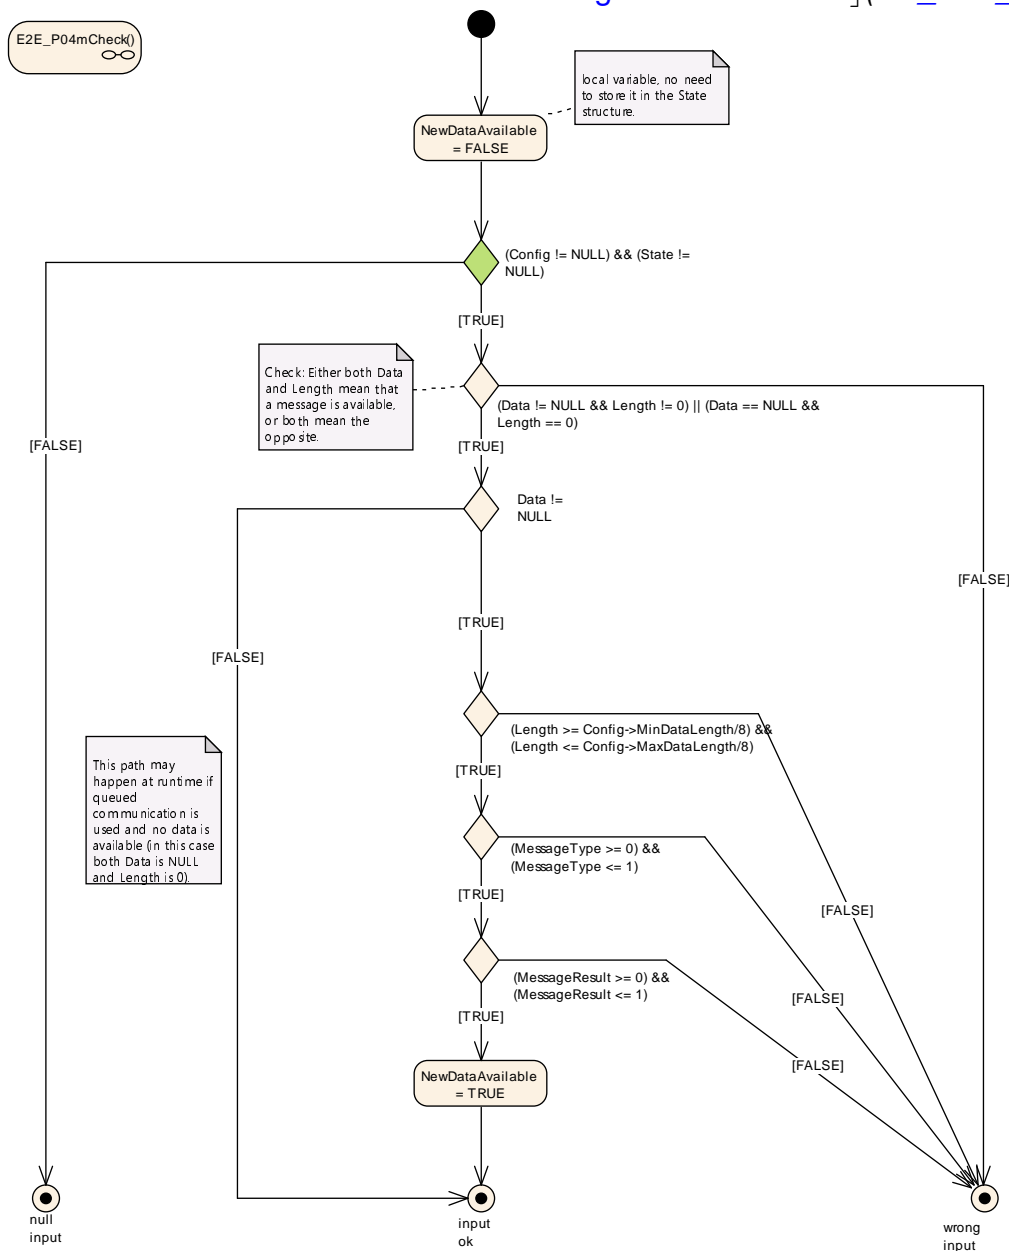 E2E_P04mCheck()
local variable, no need
to store it in the State
structure.
NewDataAvailable
= FALSE
(Config != NULL) && (State !=
NULL)
[TRUE]
Check: Either both Data
and Length mean that
a message is available,
or both mean the
opposite.
(Data != NULL && Length != 0) || (Data == NULL &&
Length == 0)
[FALSE]
[TRUE]
Data !=
NULL
[FALSE]
[TRUE]
[FALSE]
(Length >= Config->MinDataLength/8) &&
(Length <= Config->MaxDataLength/8)
This path may
happen at runtime if
queued
communication is
used and no data is
available (in this case
both Data is NULL
and Length is 0).
[TRUE]
(MessageType >= 0) &&
(MessageType <= 1)
[TRUE]
[FALSE]
(MessageResult >= 0) &&
(MessageResult <= 1)
[FALSE]
[TRUE]
[FALSE]
NewDataAvailable
= TRUE
null
input
input
ok
wrong
input